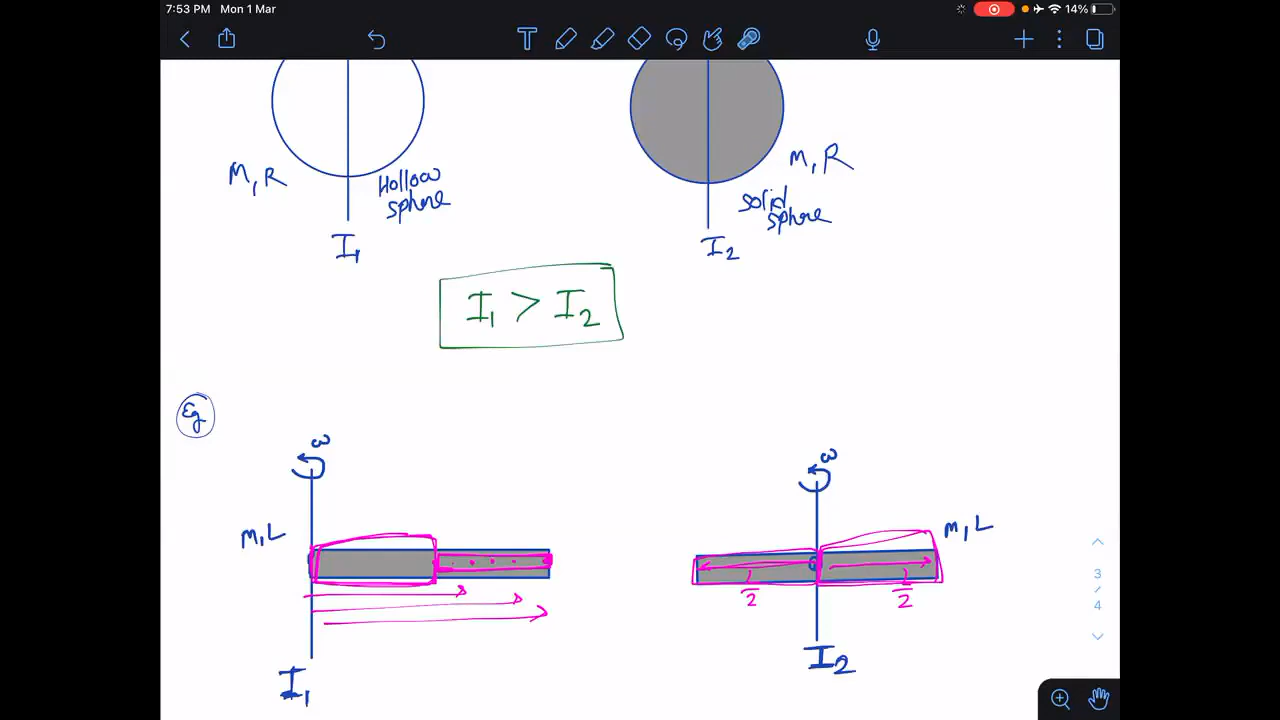 7:53 PM Mon 1 Mar
14%
T
M, R
Hollow
sphere
I1
M, R
solid
sphere
I2
I1 > I2
Eg
ω
M, L
I1
ω
M, L
L/2
L/2
I2
3
/
4